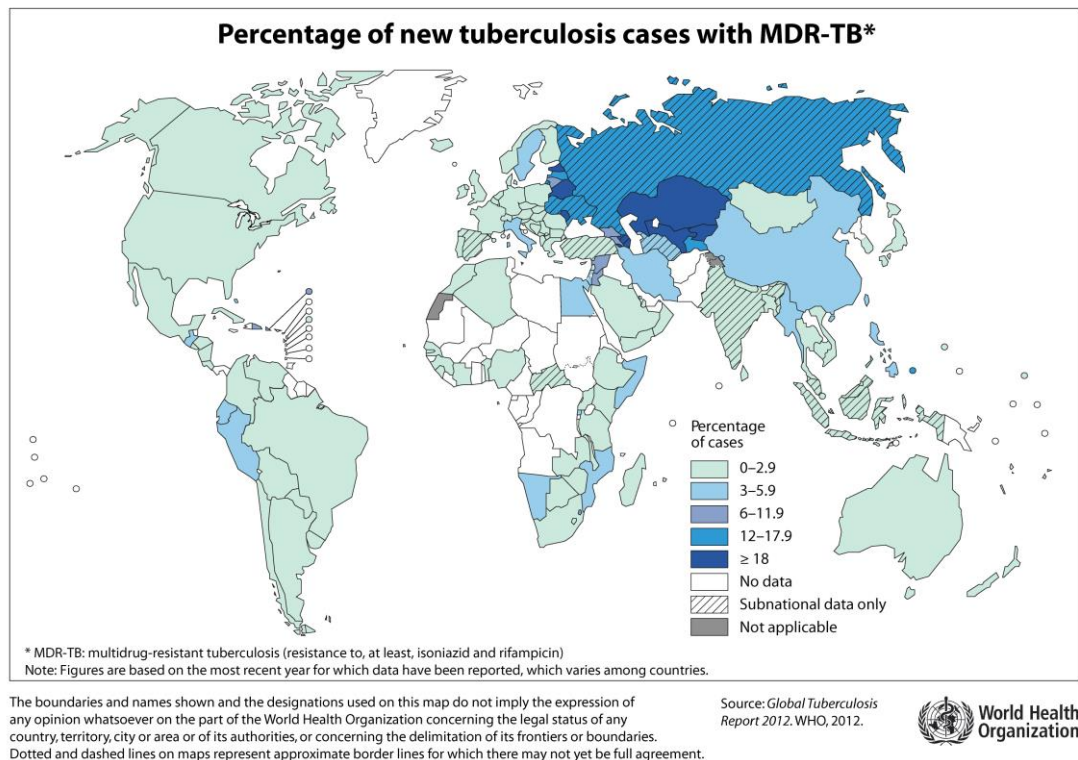 Percentage of new tuberculosis cases with MDR-TB*
Percentage
of cases
0–2.9
3–5.9
6–11.9
12–17.9
≥ 18
No data
Subnational data only
Not applicable
* MDR-TB: multidrug-resistant tuberculosis (resistance to, at least, isoniazid and rifampicin)
Note: Figures are based on the most recent year for which data have been reported, which varies among countries.
The boundaries and names shown and the designations used on this map do not imply the expression of
any opinion whatsoever on the part of the World Health Organization concerning the legal status of any
country, territory, city or area or of its authorities, or concerning the delimitation of its frontiers or boundaries.
Dotted and dashed lines on maps represent approximate border lines for which there may not yet be full agreement.
Source: Global Tuberculosis
Report 2012. WHO, 2012.
World Health
Organization